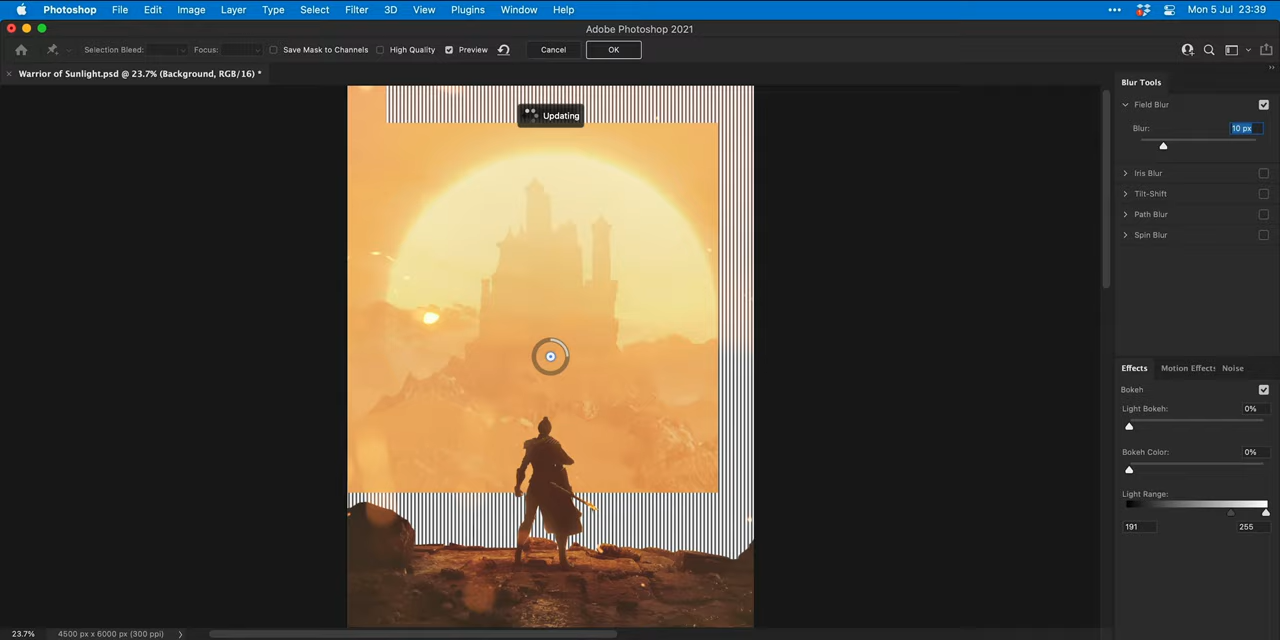 Photoshop File Edit Image Layer Type Select Filter 3D View Plugins Window Help Mon 5 Jul 23:39
Adobe Photoshop 2021
Selection Bleed: Focus: Save Mask to Channels High Quality Preview Cancel OK
Warrior of Sunlight.psd @ 23.7% (Background, RGB/16) *
Updating
Blur Tools
Field Blur
Blur: 10 px
Iris Blur
Tilt-Shift
Path Blur
Spin Blur
Effects Motion Effects Noise
Bokeh
Light Bokeh: 0%
Bokeh Color: 0%
Light Range:
191 255
23.7% 4500 px x 6000 px (300 ppi)